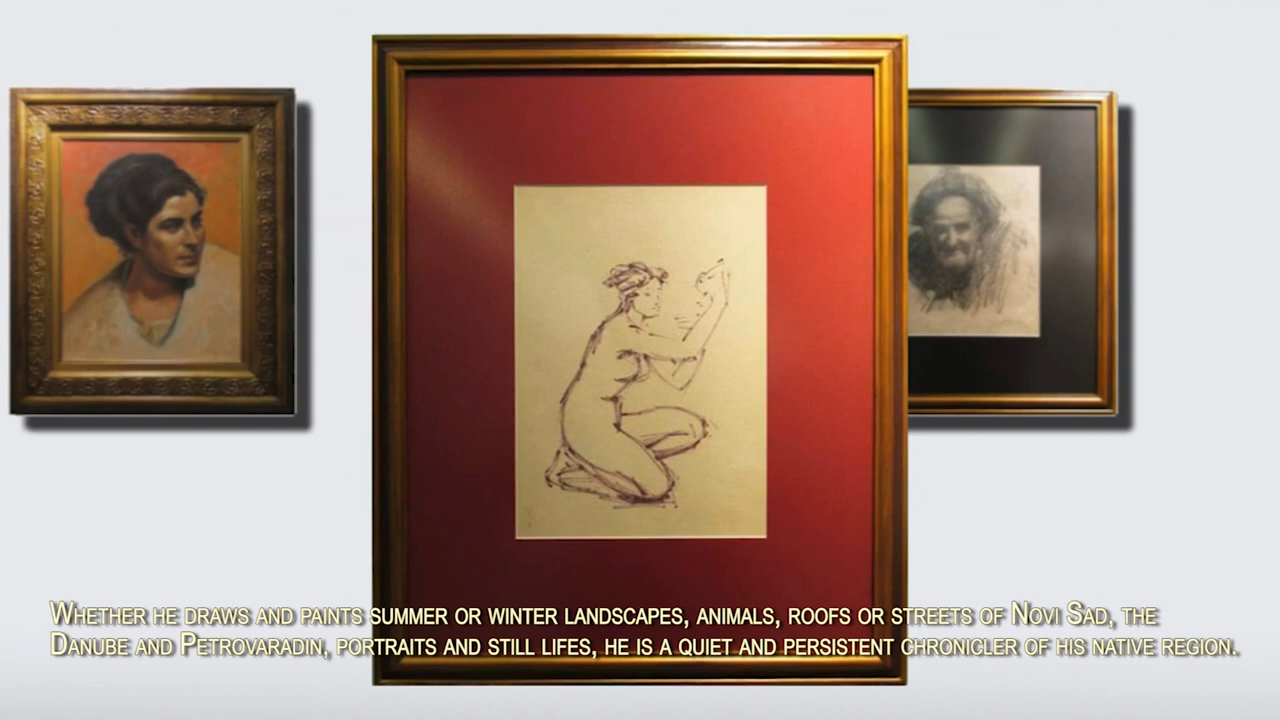 Whether he draws and paints summer or winter landscapes, animals, roofs or streets of Novi Sad, the
Danube and Petrovaradin, portraits and still lifes, he is a quiet and persistent chronicler of his native region.